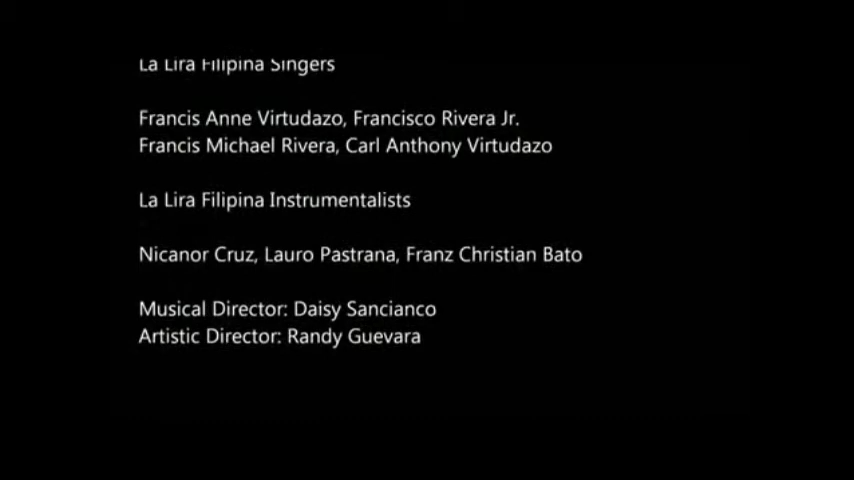 La Lira Filipina Singers
Francis Anne Virtudazo, Francisco Rivera Jr.
Francis Michael Rivera, Carl Anthony Virtudazo
La Lira Filipina Instrumentalists
Nicanor Cruz, Lauro Pastrana, Franz Christian Bato
Musical Director: Daisy Sancianco
Artistic Director: Randy Guevara